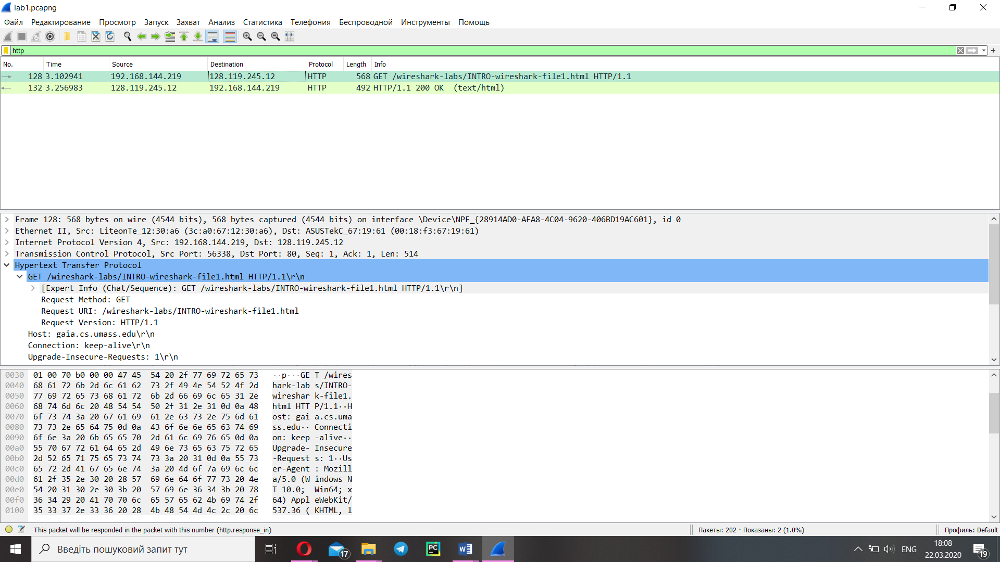 lab1.pcapng
Файл Редактирование Просмотр Запуск Захват Анализ Статистика Телефония Беспроводной Инструменты Помощь
http
No. Time Source Destination Protocol Length Info
128 3.102941 192.168.144.219 128.119.245.12 HTTP 568 GET /wireshark-labs/INTRO-wireshark-file1.html HTTP/1.1
132 3.256983 128.119.245.12 192.168.144.219 HTTP 492 HTTP/1.1 200 OK (text/html)
Frame 128: 568 bytes on wire (4544 bits), 568 bytes captured (4544 bits) on interface \Device\NPF_{28914AD0-AFA8-4C04-9620-406BD19AC601}, id 0
Ethernet II, Src: LiteonTe_12:30:a6 (3c:a0:67:12:30:a6), Dst: ASUSTekC_67:19:61 (00:18:f3:67:19:61)
Internet Protocol Version 4, Src: 192.168.144.219, Dst: 128.119.245.12
Transmission Control Protocol, Src Port: 56338, Dst Port: 80, Seq: 1, Ack: 1, Len: 514
Hypertext Transfer Protocol
GET /wireshark-labs/INTRO-wireshark-file1.html HTTP/1.1\r\n
[Expert Info (Chat/Sequence): GET /wireshark-labs/INTRO-wireshark-file1.html HTTP/1.1\r\n]
Request Method: GET
Request URI: /wireshark-labs/INTRO-wireshark-file1.html
Request Version: HTTP/1.1
Host: gaia.cs.umass.edu\r\n
Connection: keep-alive\r\n
Upgrade-Insecure-Requests: 1\r\n
0030 01 00 70 b0 00 00 47 45 54 20 2f 77 69 72 65 73 ··p···GE T /wires
0040 68 61 72 6b 2d 6c 61 62 73 2f 49 4e 54 52 4f 2d hark-lab s/INTRO-
0050 77 69 72 65 73 68 61 72 6b 2d 66 69 6c 65 31 2e wireshar k-file1.
0060 68 74 6d 6c 20 48 54 54 50 2f 31 2e 31 0d 0a 48 html HTT P/1.1··H
0070 6f 73 74 3a 20 67 61 69 61 2e 63 73 2e 75 6d 61 ost: gai a.cs.uma
0080 73 73 2e 65 64 75 0d 0a 43 6f 6e 6e 65 63 74 69 ss.edu·· Connecti
0090 6f 6e 3a 20 6b 65 65 70 2d 61 6c 69 76 65 0d 0a on: keep -alive··
00a0 55 70 67 72 61 64 65 2d 49 6e 73 65 63 75 72 65 Upgrade- Insecure
00b0 2d 52 65 71 75 65 73 74 73 3a 20 31 0d 0a 55 73 -Request s: 1··Us
00c0 65 72 2d 41 67 65 6e 74 3a 20 4d 6f 7a 69 6c 6c er-Agent : Mozill
00d0 61 2f 35 2e 30 20 28 57 69 6e 64 6f 77 73 20 4e a/5.0 (W indows N
00e0 54 20 31 30 2e 30 3b 20 57 69 6e 36 34 3b 20 78 T 10.0; Win64; x
00f0 36 34 29 20 41 70 70 6c 65 57 65 62 4b 69 74 2f 64) Appl eWebKit/
0100 35 33 37 2e 33 36 20 28 4b 48 54 4d 4c 2c 20 6c 537.36 ( KHTML, l
This packet will be responded in the packet with this number (http.response_in) Пакеты: 202 · Показаны: 2 (1.0%) Профиль: Default
Введіть пошуковий запит тут 17 PC W ENG 18:08 19
22.03.2020